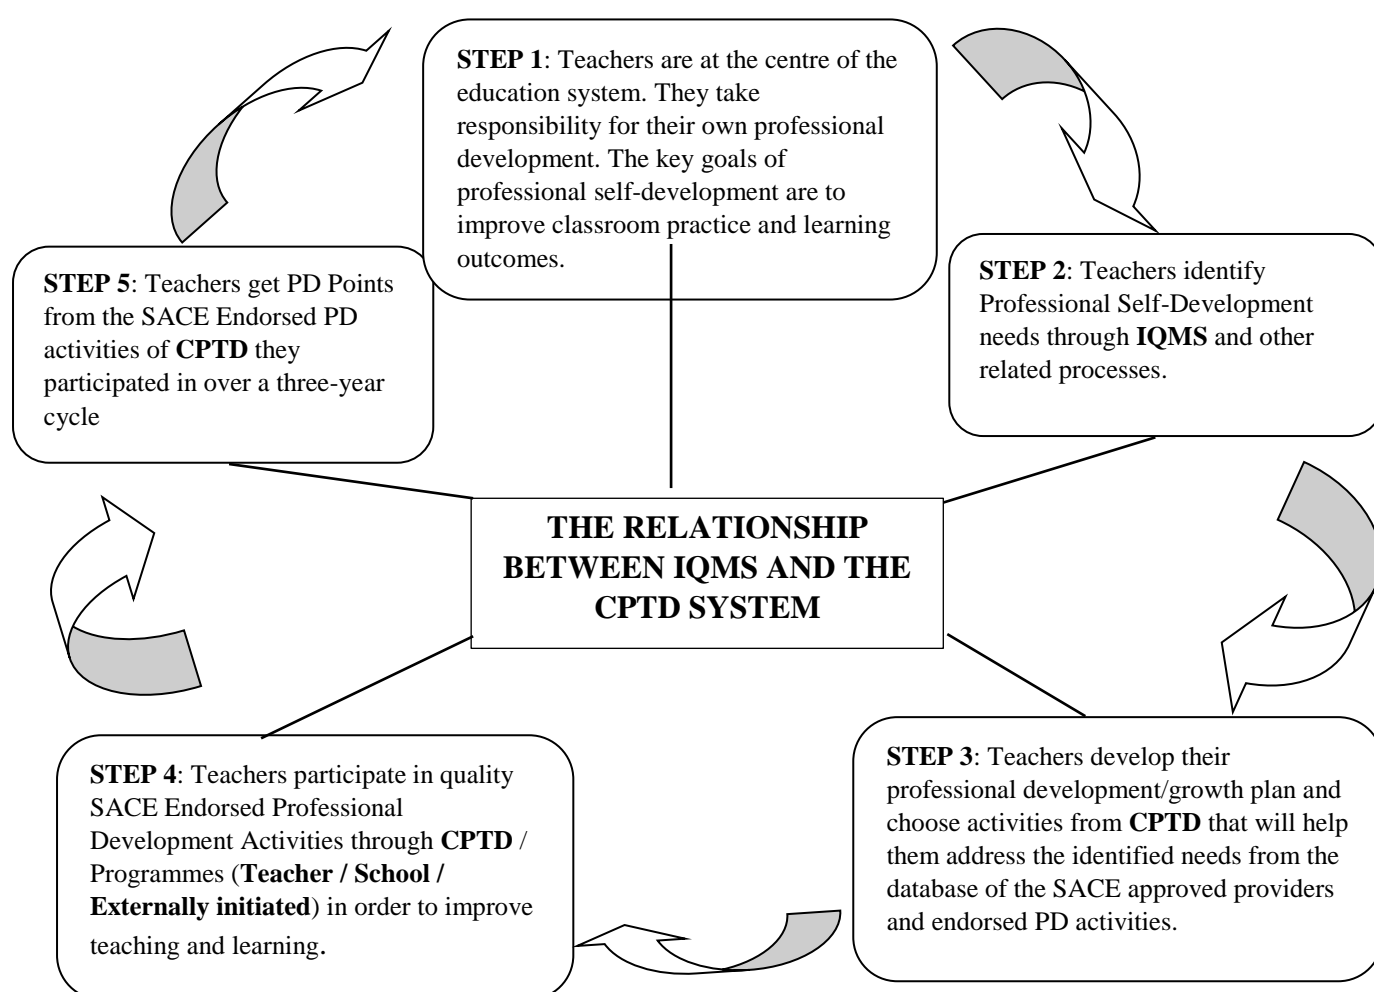 STEP 1: Teachers are at the centre of the
education system. They take
responsibility for their own professional
development. The key goals of
professional self-development are to
improve classroom practice and learning
outcomes.
STEP 2: Teachers identify
Professional Self-Development
needs through IQMS and other
related processes.
STEP 3: Teachers develop their
professional development/growth plan and
choose activities from CPTD that will help
them address the identified needs from the
database of the SACE approved providers
and endorsed PD activities.
STEP 4: Teachers participate in quality
SACE Endorsed Professional
Development Activities through CPTD /
Programmes (Teacher / School /
Externally initiated) in order to improve
teaching and learning.
STEP 5: Teachers get PD Points
from the SACE Endorsed PD
activities of CPTD they
participated in over a three-year
cycle
THE RELATIONSHIP
BETWEEN IQMS AND THE
CPTD SYSTEM